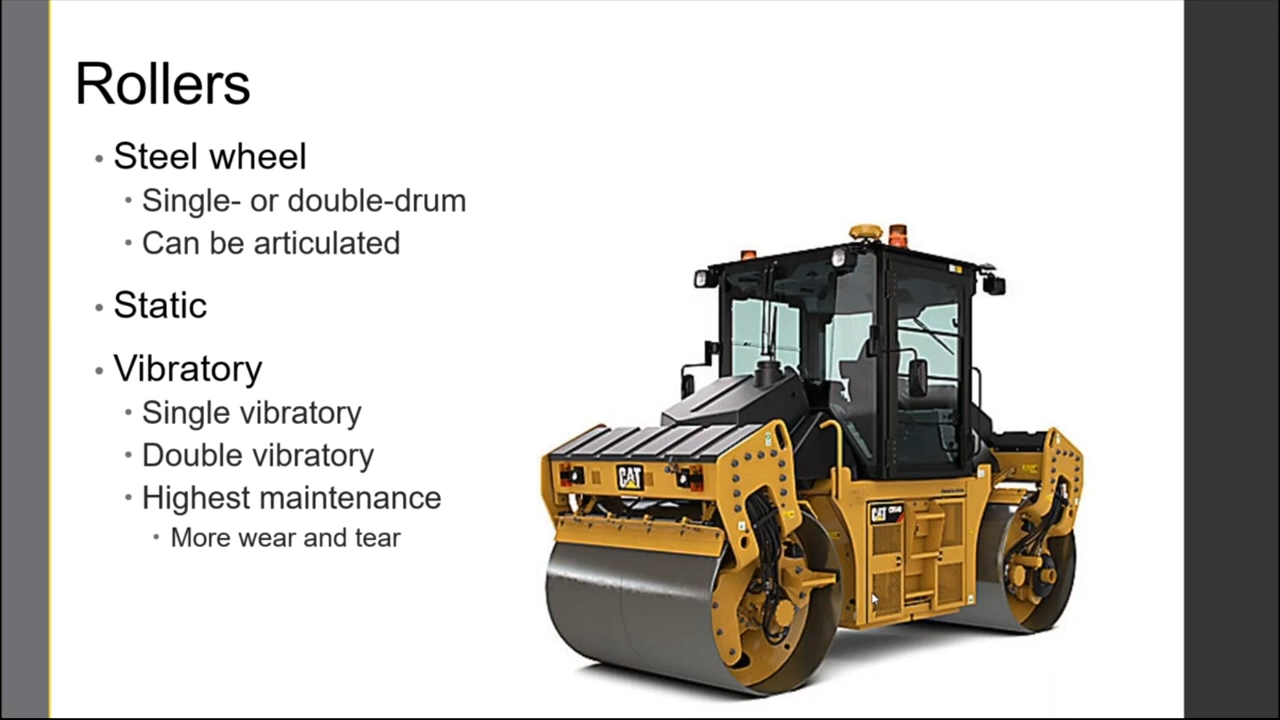 Rollers
• Steel wheel
• Single- or double-drum
• Can be articulated
• Static
• Vibratory
• Single vibratory
• Double vibratory
• Highest maintenance
• More wear and tear
CAT
CAT